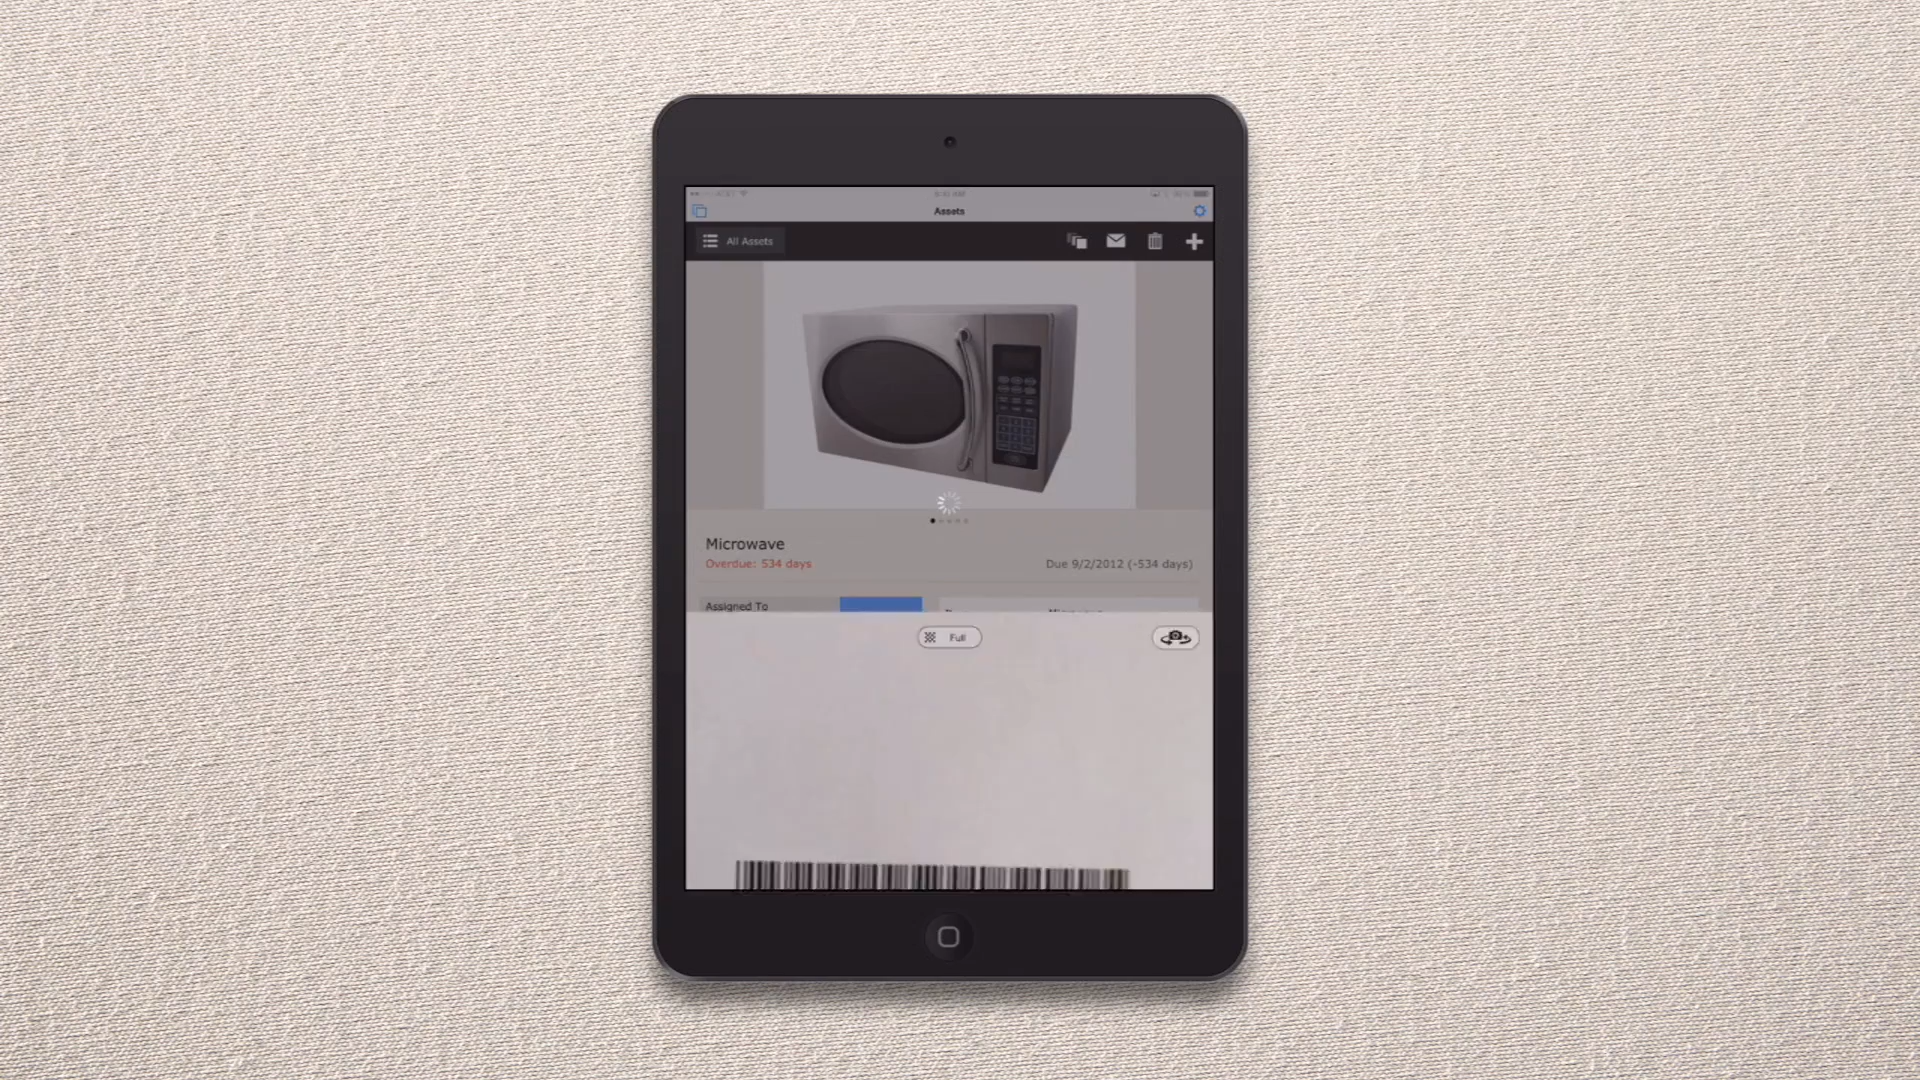 Assets
All Assets
Microwave
Overdue: 534 days
Due 9/2/2012 (-534 days)
Assigned To
Full